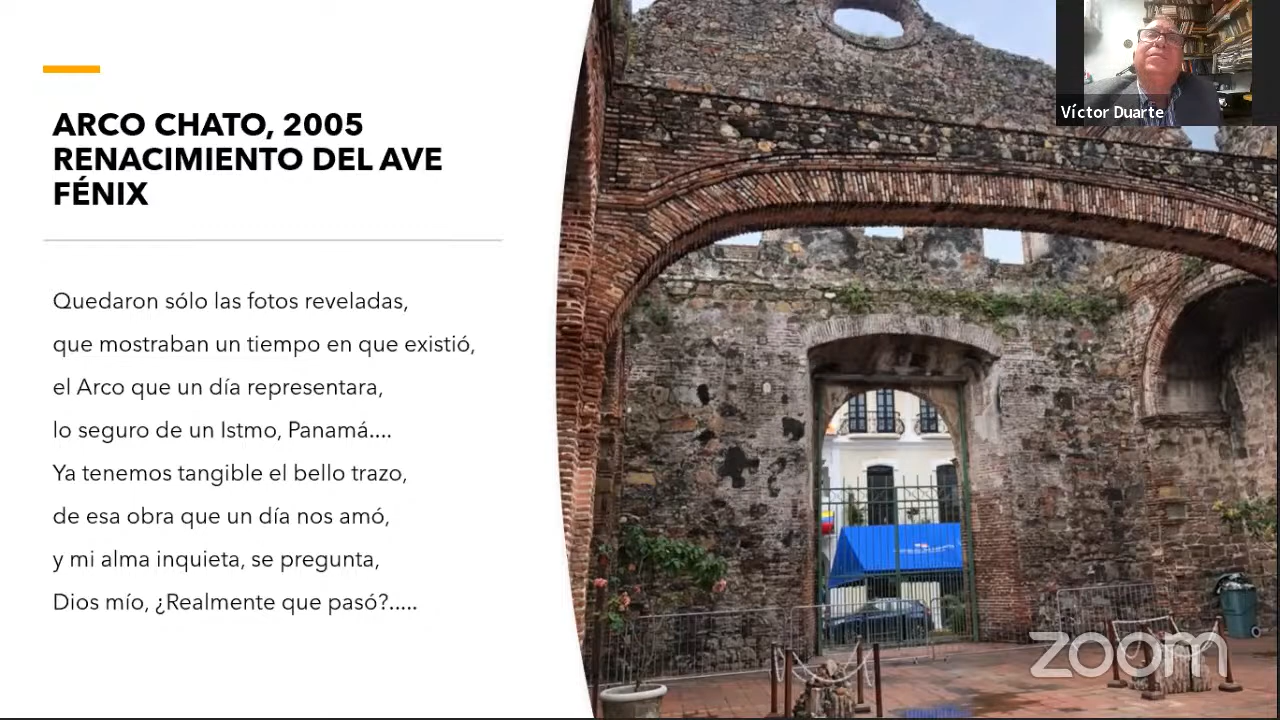 ARCO CHATO, 2005
RENACIMIENTO DEL AVE
FÉNIX
Quedaron sólo las fotos reveladas,
que mostraban un tiempo en que existió,
el Arco que un día representara,
lo seguro de un Istmo, Panamá....
Ya tenemos tangible el bello trazo,
de esa obra que un día nos amó,
y mi alma inquieta, se pregunta,
Dios mío, ¿Realmente que pasó?.....
Víctor Duarte
zoom